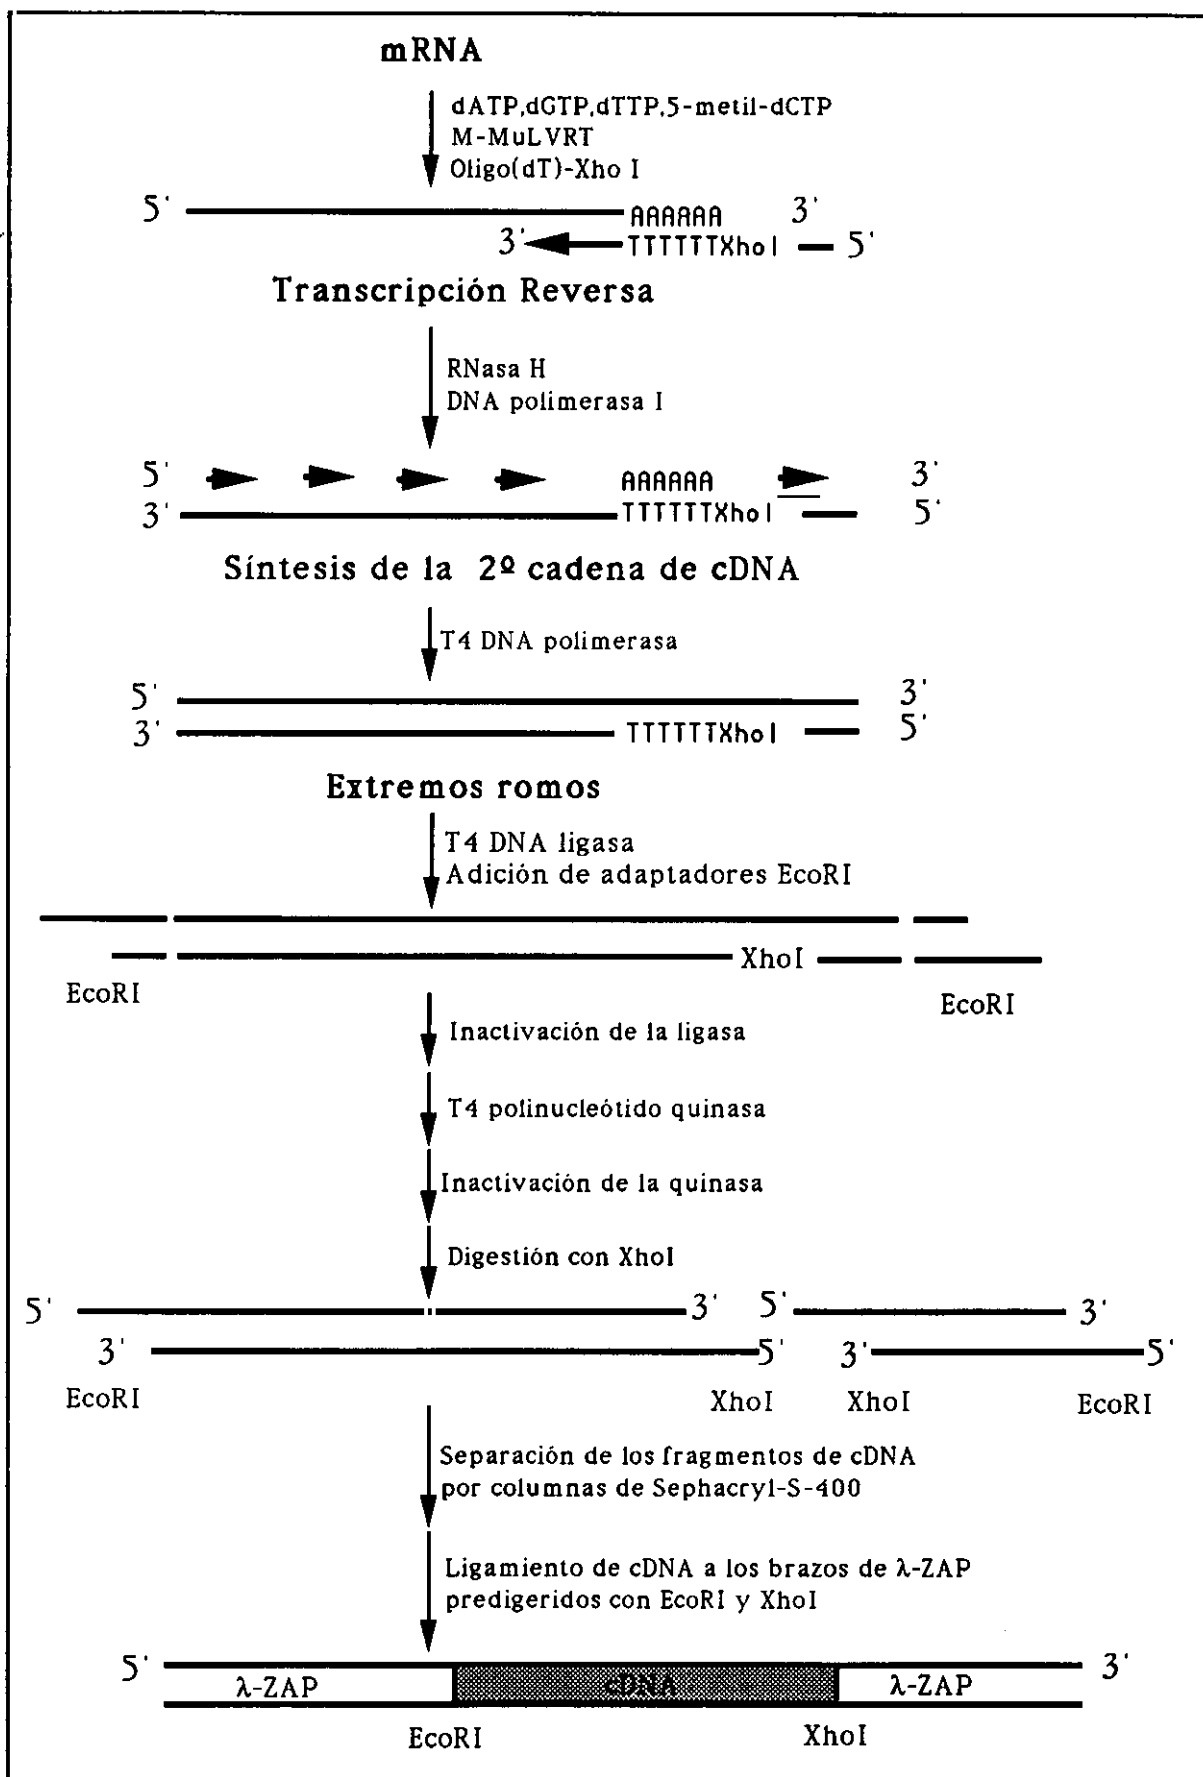 mRNA
dATP,dGTP,dTTP,5-metil-dCTP
M-MuLVRT
Oligo(dT)-Xho I
5' AAAAAA 3'
3' TTTTTTXhoI 5'
Transcripción Reversa
RNasa H
DNA polimerasa I
5' AAAAAA 3'
3' TTTTTTXhoI 5'
Síntesis de la 2º cadena de cDNA
T4 DNA polimerasa
5' 3'
3' TTTTTTXhoI 5'
Extremos romos
T4 DNA ligasa
Adición de adaptadores EcoRI
XhoI
EcoRI EcoRI
Inactivación de la ligasa
T4 polinucleótido quinasa
Inactivación de la quinasa
Digestión con XhoI
5' 3' 5' 3'
3' 5' 3' 5'
EcoRI XhoI XhoI EcoRI
Separación de los fragmentos de cDNA
por columnas de Sephacryl-S-400
Ligamiento de cDNA a los brazos de λ-ZAP
predigeridos con EcoRI y XhoI
5' λ-ZAP cDNA λ-ZAP 3'
EcoRI XhoI